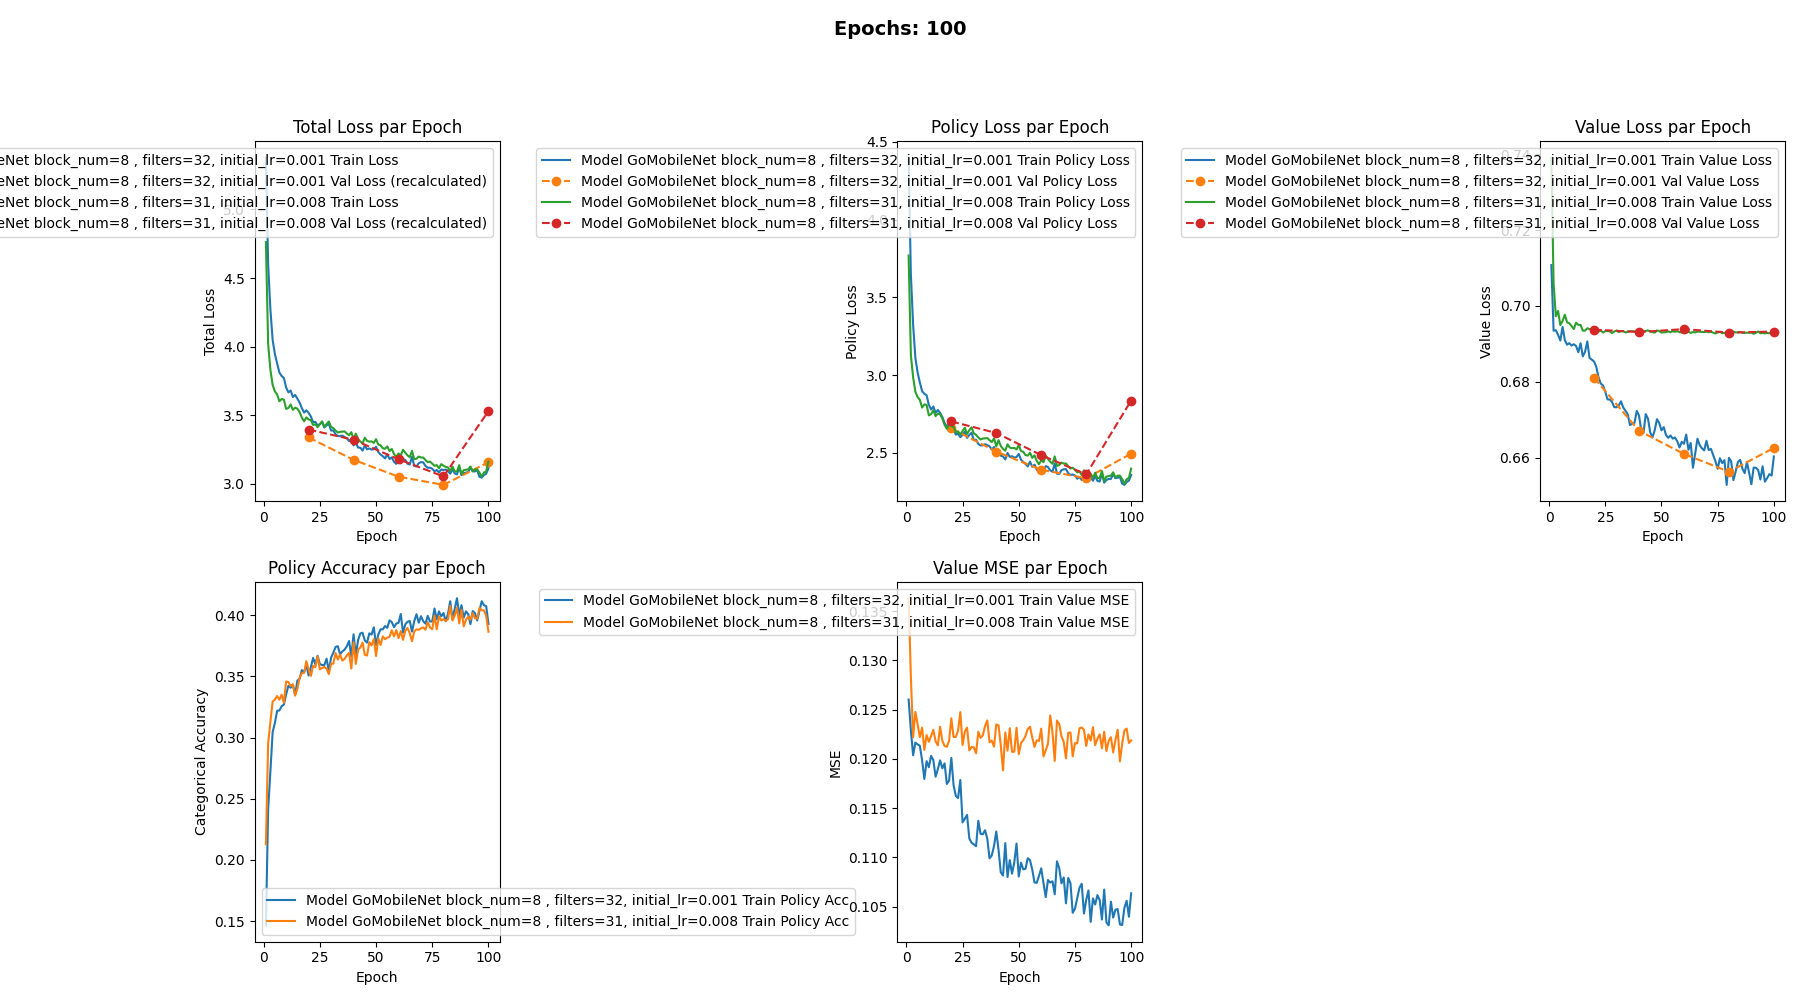 Epochs: 100
Total Loss par Epoch
eNet block_num=8 , filters=32, initial_lr=0.001 Train Loss
eNet block_num=8 , filters=32, initial_lr=0.001 Val Loss (recalculated)
eNet block_num=8 , filters=31, initial_lr=0.008 Train Loss
eNet block_num=8 , filters=31, initial_lr=0.008 Val Loss (recalculated)
5.0
4.5
4.0
3.5
3.0
Total Loss
0 25 50 75 100
Epoch
Policy Loss par Epoch
Model GoMobileNet block_num=8 , filters=32, initial_lr=0.001 Train Policy Loss
Model GoMobileNet block_num=8 , filters=32, initial_lr=0.001 Val Policy Loss
Model GoMobileNet block_num=8 , filters=31, initial_lr=0.008 Train Policy Loss
Model GoMobileNet block_num=8 , filters=31, initial_lr=0.008 Val Policy Loss
4.5
4.0
3.5
3.0
2.5
Policy Loss
0 25 50 75 100
Epoch
Value Loss par Epoch
Model GoMobileNet block_num=8 , filters=32, initial_lr=0.001 Train Value Loss
Model GoMobileNet block_num=8 , filters=32, initial_lr=0.001 Val Value Loss
Model GoMobileNet block_num=8 , filters=31, initial_lr=0.008 Train Value Loss
Model GoMobileNet block_num=8 , filters=31, initial_lr=0.008 Val Value Loss
0.74
0.72
0.70
0.68
0.66
Value Loss
0 25 50 75 100
Epoch
Policy Accuracy par Epoch
0.40
0.35
0.30
0.25
0.20
0.15
Categorical Accuracy
Model GoMobileNet block_num=8 , filters=32, initial_lr=0.001 Train Policy Acc
Model GoMobileNet block_num=8 , filters=31, initial_lr=0.008 Train Policy Acc
0 25 50 75 100
Epoch
Value MSE par Epoch
Model GoMobileNet block_num=8 , filters=32, initial_lr=0.001 Train Value MSE
Model GoMobileNet block_num=8 , filters=31, initial_lr=0.008 Train Value MSE
0.135
0.130
0.125
0.120
0.115
0.110
0.105
MSE
0 25 50 75 100
Epoch